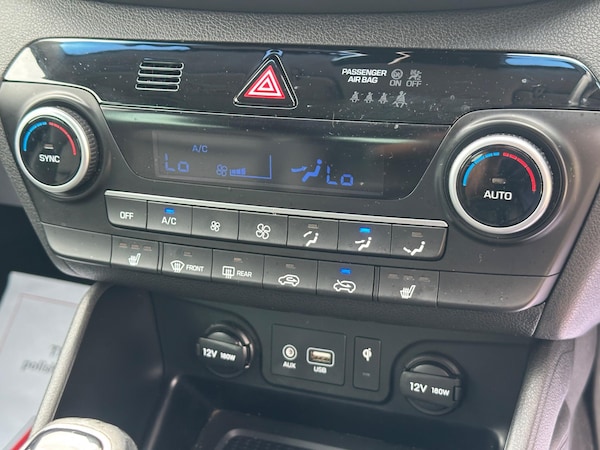 PASSENGER
AIR BAG
ON OFF
A/C
Lo
Lo
SYNC
AUTO
OFF
A/C
FRONT
REAR
12V 180W
AUX
USB
12V 180W